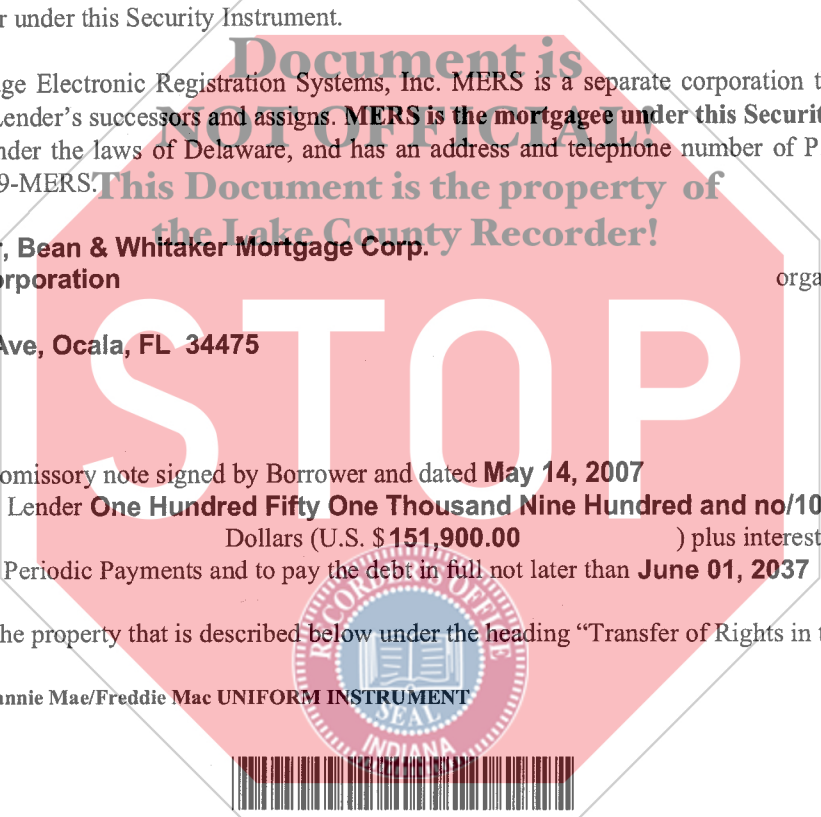 r under this Security Instrument.
Document is
ge Electronic Registration Systems, Inc. MERS is a separate corporation t
Lender's successors and assigns. MERS is the mortgagee under this Securit
NOT OFFICIAL!
nder the laws of Delaware, and has an address and telephone number of P
9-MERS.
This Document is the property of
the Lake County Recorder!
r, Bean & Whitaker Mortgage Corp.
orporation orga
Ave, Ocala, FL 34475
STOP
omissory note signed by Borrower and dated May 14, 2007
Lender One Hundred Fifty One Thousand Nine Hundred and no/10
Dollars (U.S. $ 151,900.00 ) plus interest
Periodic Payments and to pay the debt in full not later than June 01, 2037
RECORDER'S OFFICE
he property that is described below under the heading “Transfer of Rights in t
annie Mae/Freddie Mac UNIFORM INSTRUMENT
SEAL
INDIANA